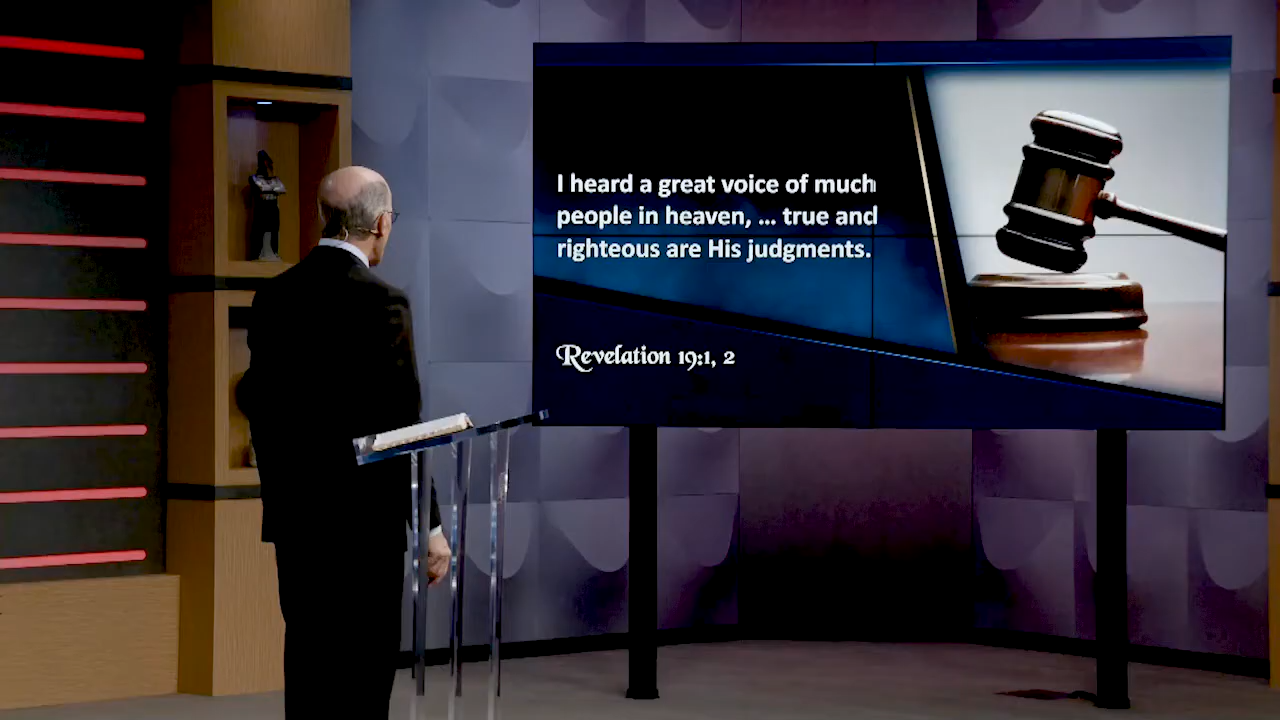 I heard a great voice of much
people in heaven, ... true and
righteous are His judgments.
Revelation 19:1, 2